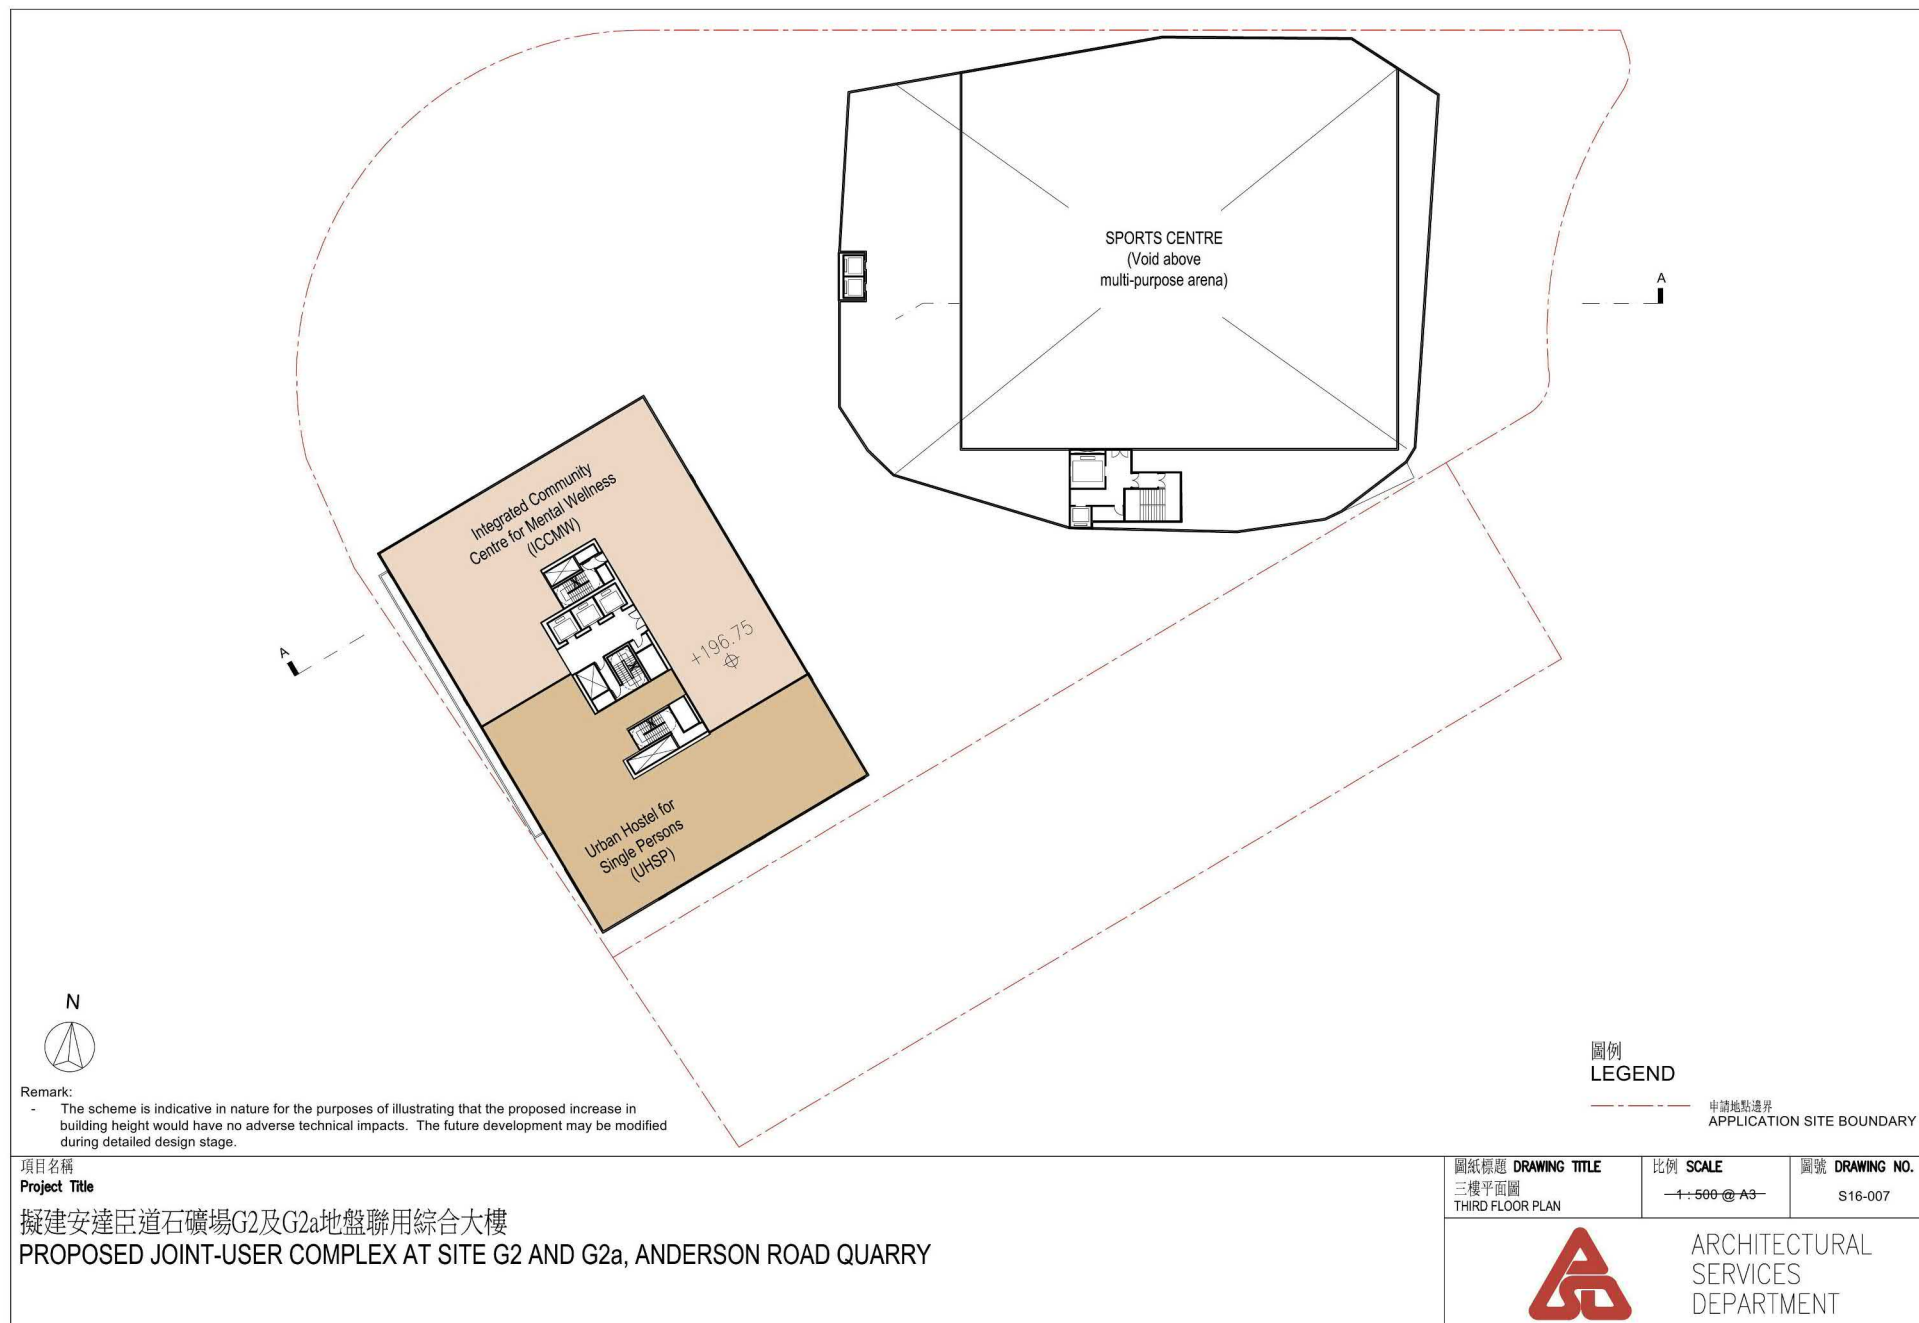 SPORTS CENTRE
(Void above
multi-purpose arena)
A
Integrated Community
Centre for Mental Wellness
(ICCMW)
+196.75
A
Urban Hostel for
Single Persons
(UHSP)
N
Remark:
- The scheme is indicative in nature for the purposes of illustrating that the proposed increase in
building height would have no adverse technical impacts. The future development may be modified
during detailed design stage.
圖例
LEGEND
申請地點邊界
APPLICATION SITE BOUNDARY
項目名稱
Project Title
擬建安達臣道石礦場G2及G2a地盤聯用綜合大樓
PROPOSED JOINT-USER COMPLEX AT SITE G2 AND G2a, ANDERSON ROAD QUARRY
圖紙標題 DRAWING TITLE
三樓平面圖
THIRD FLOOR PLAN
比例 SCALE
1 : 500 @ A3
圖號 DRAWING NO.
S16-007
ARCHITECTURAL
SERVICES
DEPARTMENT